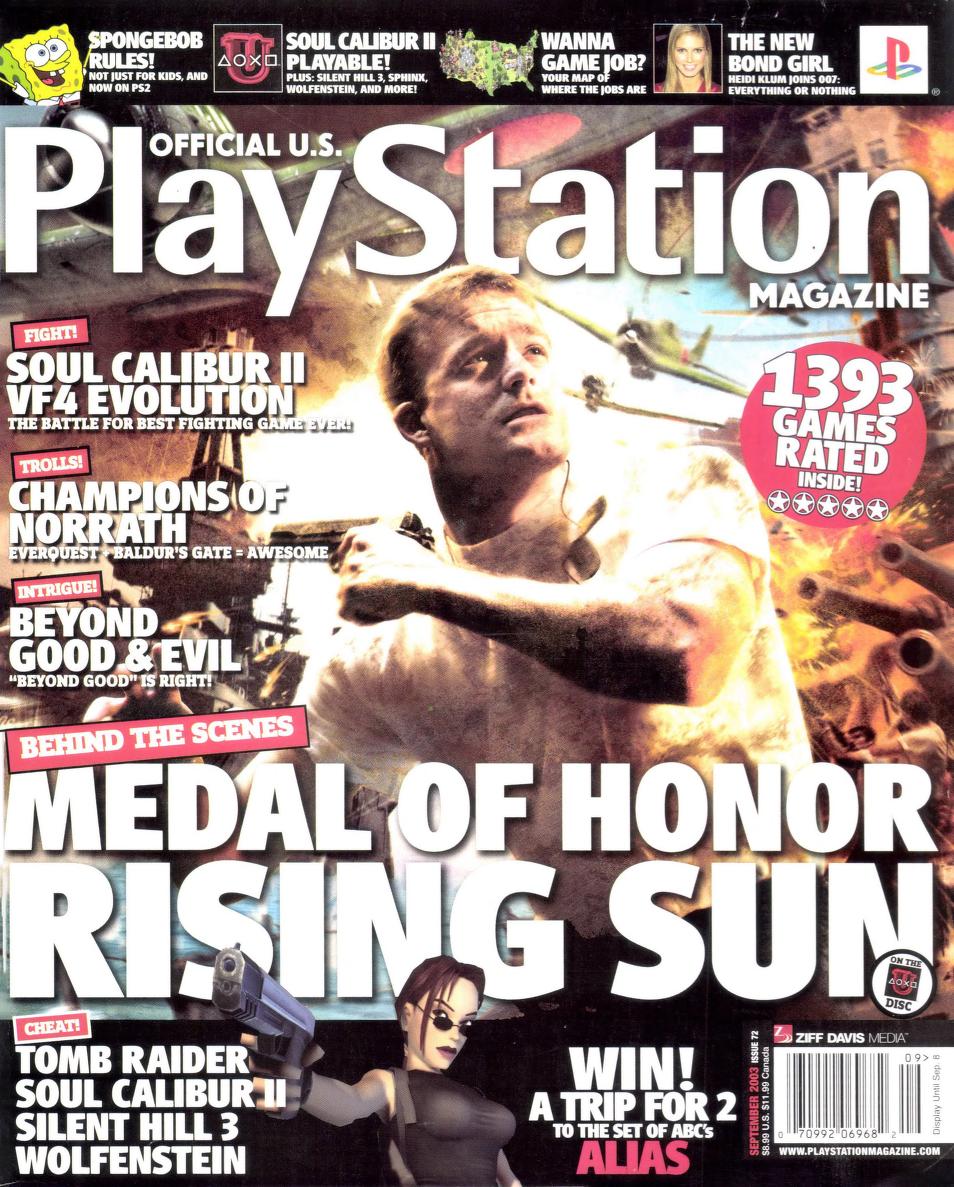 SPONGEBOB
RULES!
NOT JUST FOR KIDS, AND
NOW ON PS2
SOUL CALIBUR II
PLAYABLE!
PLUS: SILENT HILL 3, SPHINX,
WOLFENSTEIN, AND MORE!
WANNA
GAME JOB?
YOUR MAP OF
WHERE THE JOBS ARE
THE NEW
BOND GIRL
HEIDI KLUM JOINS 007:
EVERYTHING OR NOTHING
OFFICIAL U.S.
PlayStation
MAGAZINE
FIGHT!
SOUL CALIBUR II
VF4 EVOLUTION
THE BATTLE FOR BEST FIGHTING GAME EVER!
TROLLS!
CHAMPIONS OF
NORRATH
EVERQUEST + BALDUR'S GATE = AWESOME
INTRIGUE!
BEYOND
GOOD & EVIL
"BEYOND GOOD" IS RIGHT!
1393
GAMES
RATED
INSIDE!
BEHIND THE SCENES
MEDAL OF HONOR
RISING SUN
ON THE
DISC
CHEAT!
TOMB RAIDER
SOUL CALIBUR II
SILENT HILL 3
WOLFENSTEIN
WIN!
A TRIP FOR 2
TO THE SET OF ABC's
ALIAS
SEPTEMBER 2003 ISSUE 72
$8.99 U.S. $11.99 Canada
ZIFF DAVIS MEDIA™
09>
0 70992 06968 2
Display Until Sep. 8
WWW.PLAYSTATIONMAGAZINE.COM